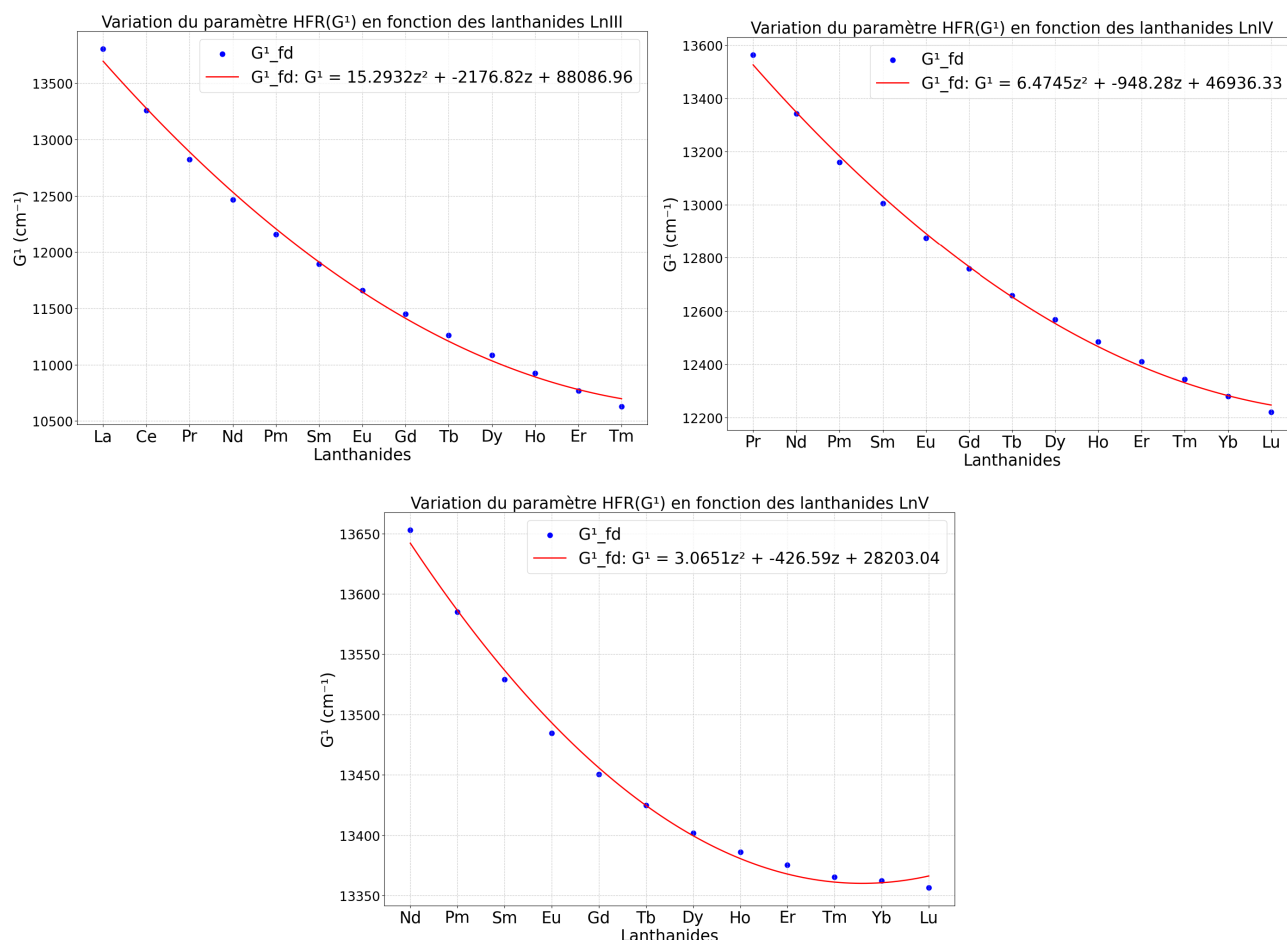 Variation du paramètre HFR(G¹) en fonction des lanthanides LnIII
G¹_fd
G¹_fd: G¹ = 15.2932z² + -2176.82z + 88086.96
G¹ (cm⁻¹)
13500
13000
12500
12000
11500
11000
10500
La Ce Pr Nd Pm Sm Eu Gd Tb Dy Ho Er Tm
Lanthanides
Variation du paramètre HFR(G¹) en fonction des lanthanides LnIV
G¹_fd
G¹_fd: G¹ = 6.4745z² + -948.28z + 46936.33
G¹ (cm⁻¹)
13600
13400
13200
13000
12800
12600
12400
12200
Pr Nd Pm Sm Eu Gd Tb Dy Ho Er Tm Yb Lu
Lanthanides
Variation du paramètre HFR(G¹) en fonction des lanthanides LnV
G¹_fd
G¹_fd: G¹ = 3.0651z² + -426.59z + 28203.04
G¹ (cm⁻¹)
13650
13600
13550
13500
13450
13400
13350
Nd Pm Sm Eu Gd Tb Dy Ho Er Tm Yb Lu
Lanthanides